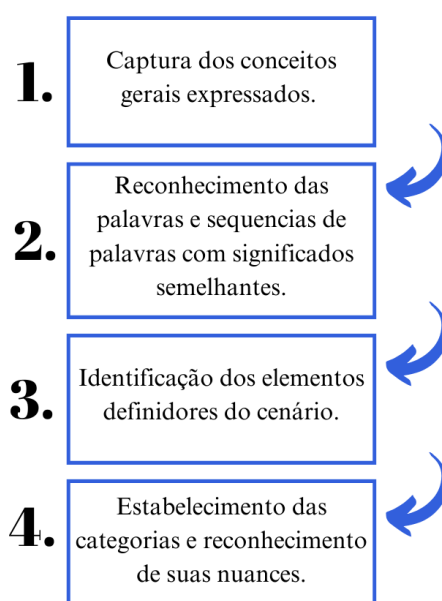 1.
Captura dos conceitos
gerais expressados.
2.
Reconhecimento das
palavras e sequencias de
palavras com significados
semelhantes.
3.
Identificação dos elementos
definidores do cenário.
4.
Estabelecimento das
categorias e reconhecimento
de suas nuances.